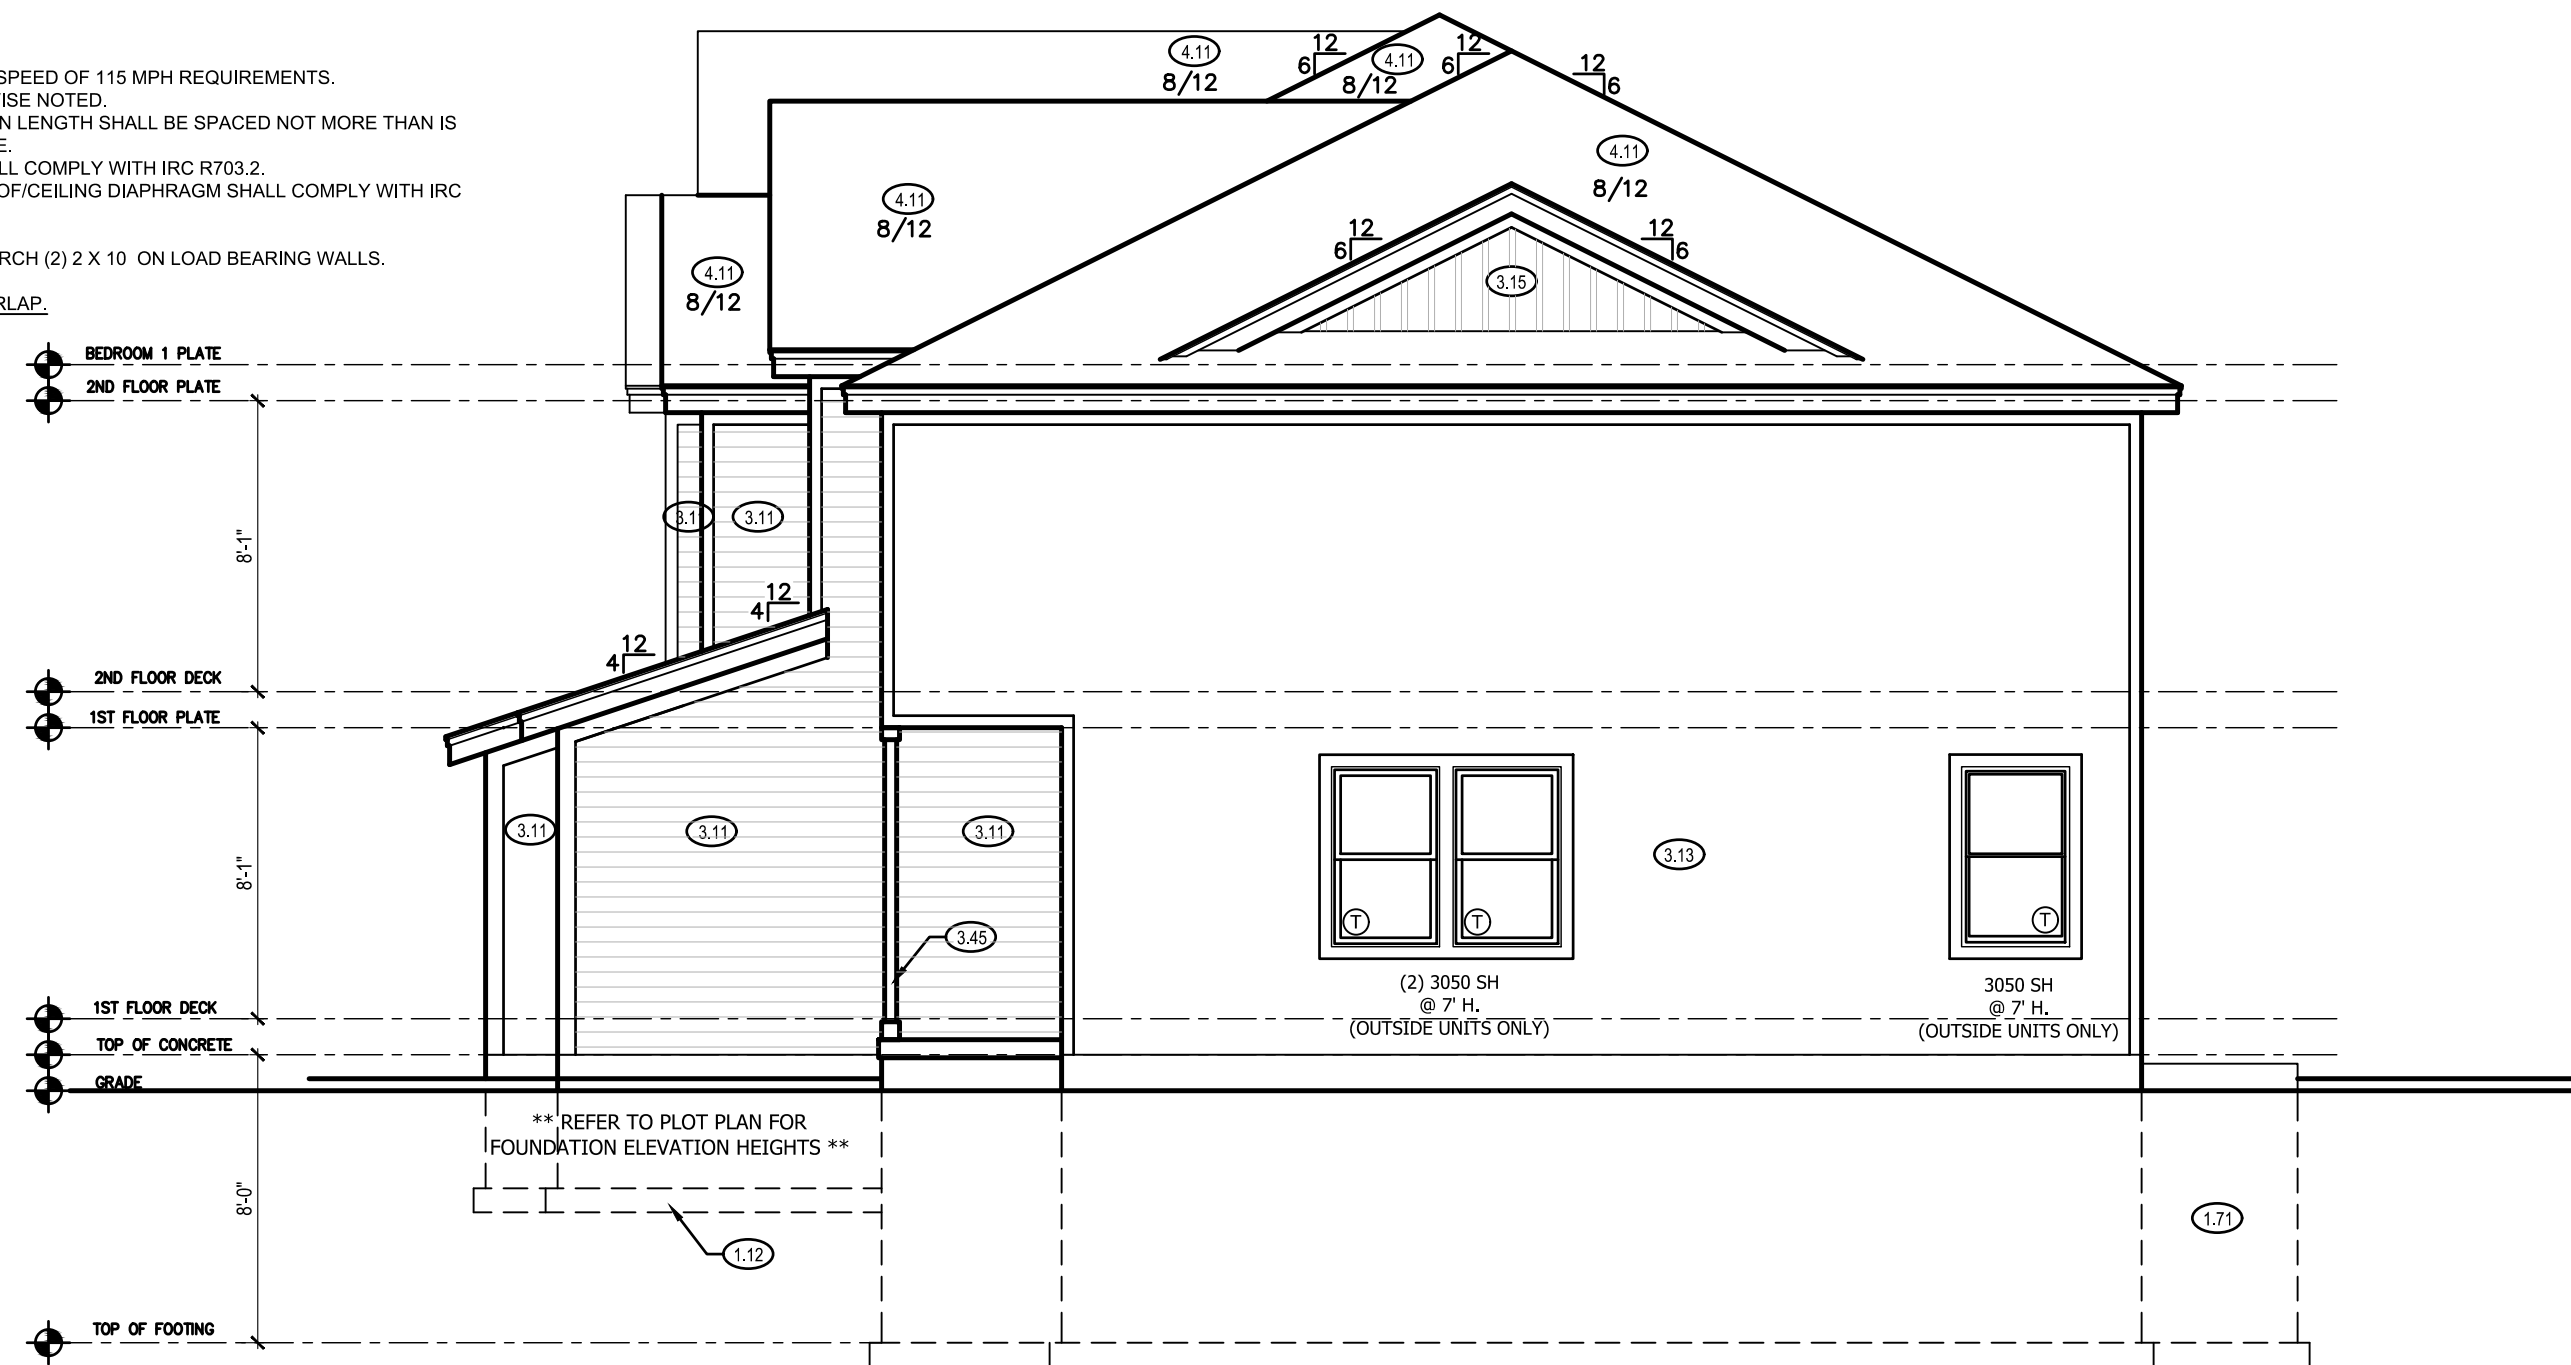 SPEED OF 115 MPH REQUIREMENTS.
ISE NOTED.
N LENGTH SHALL BE SPACED NOT MORE THAN IS
E.
LL COMPLY WITH IRC R703.2.
OF/CEILING DIAPHRAGM SHALL COMPLY WITH IRC
RCH (2) 2 X 10 ON LOAD BEARING WALLS.
RLAP.
4.11
8/12
12
6
4.11
8/12
12
6
12
6
4.11
8/12
4.11
8/12
12
6
12
6
3.15
4.11
8/12
BEDROOM 1 PLATE
2ND FLOOR PLATE
8'-1"
3.11
3.11
12
4
12
4
2ND FLOOR DECK
1ST FLOOR PLATE
8'-1"
3.11
3.11
3.11
3.13
3.45
T
T
T
(2) 3050 SH
@ 7' H.
(OUTSIDE UNITS ONLY)
3050 SH
@ 7' H.
(OUTSIDE UNITS ONLY)
1ST FLOOR DECK
TOP OF CONCRETE
GRADE
** REFER TO PLOT PLAN FOR
FOUNDATION ELEVATION HEIGHTS **
8'-0"
1.12
1.71
TOP OF FOOTING